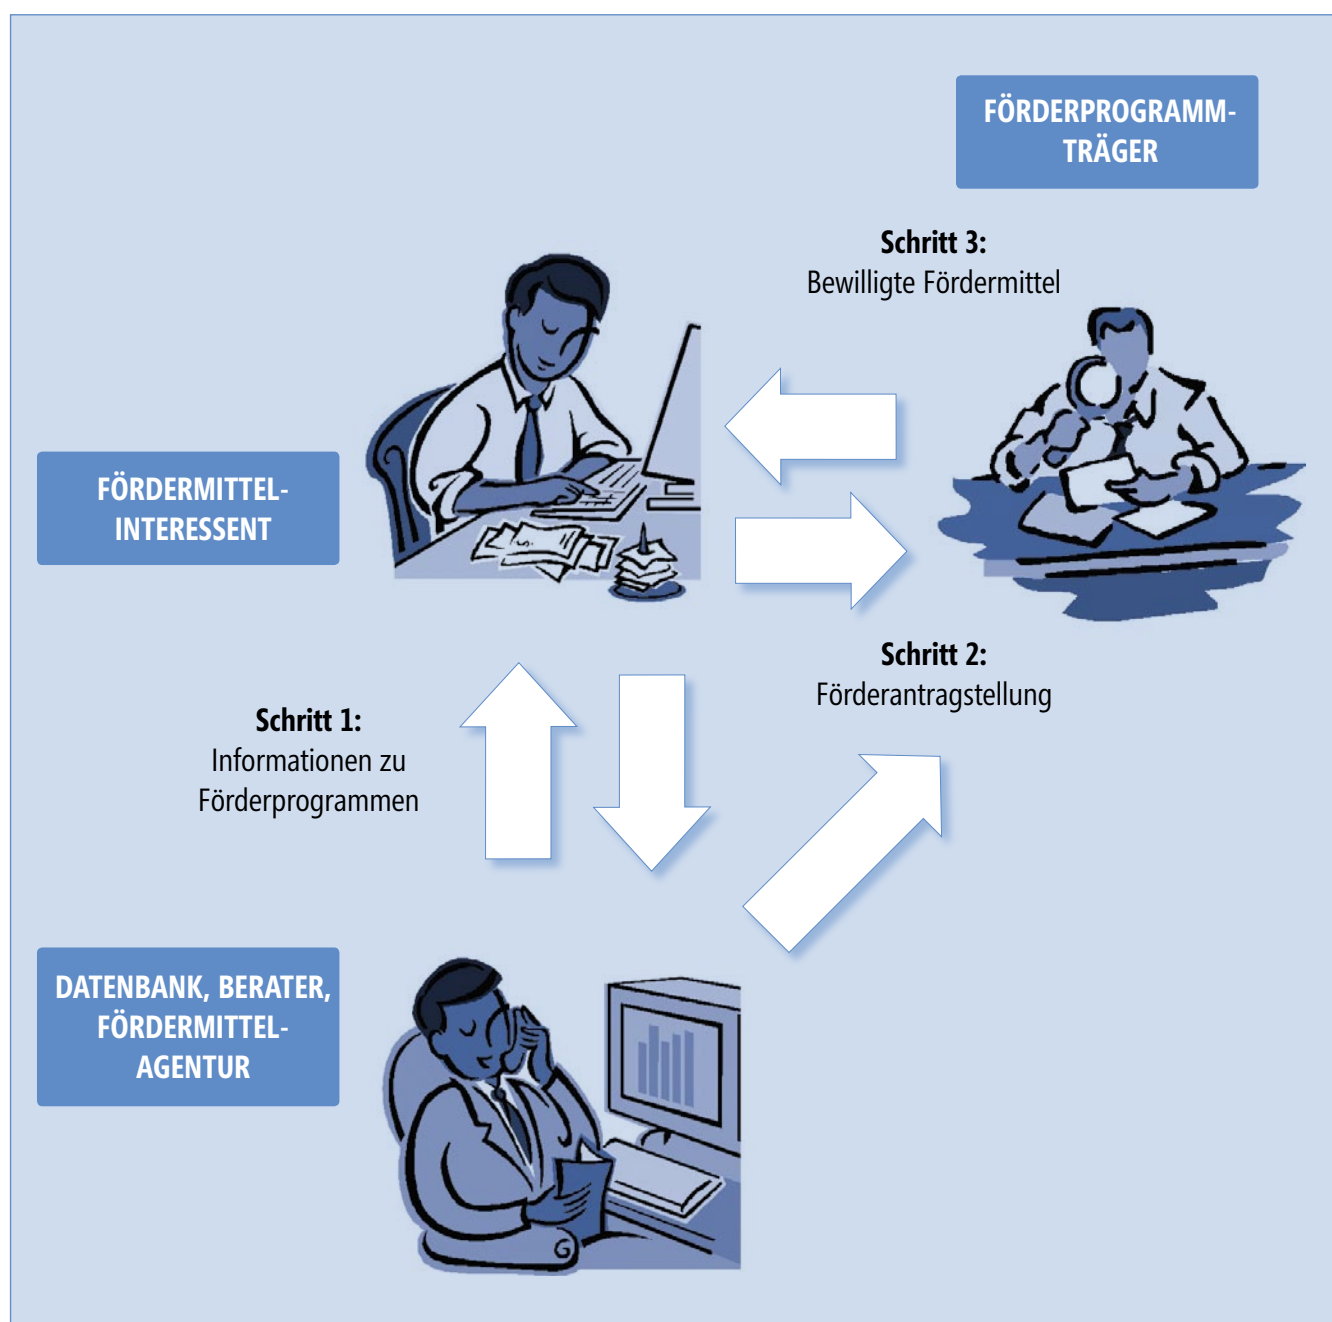 FÖRDERPROGRAMM-
TRÄGER
Schritt 3:
Bewilligte Fördermittel
FÖRDERMITTEL-
INTERESSENT
Schritt 2:
Förderantragstellung
Schritt 1:
Informationen zu
Förderprogrammen
DATENBANK, BERATER,
FÖRDERMITTEL-
AGENTUR